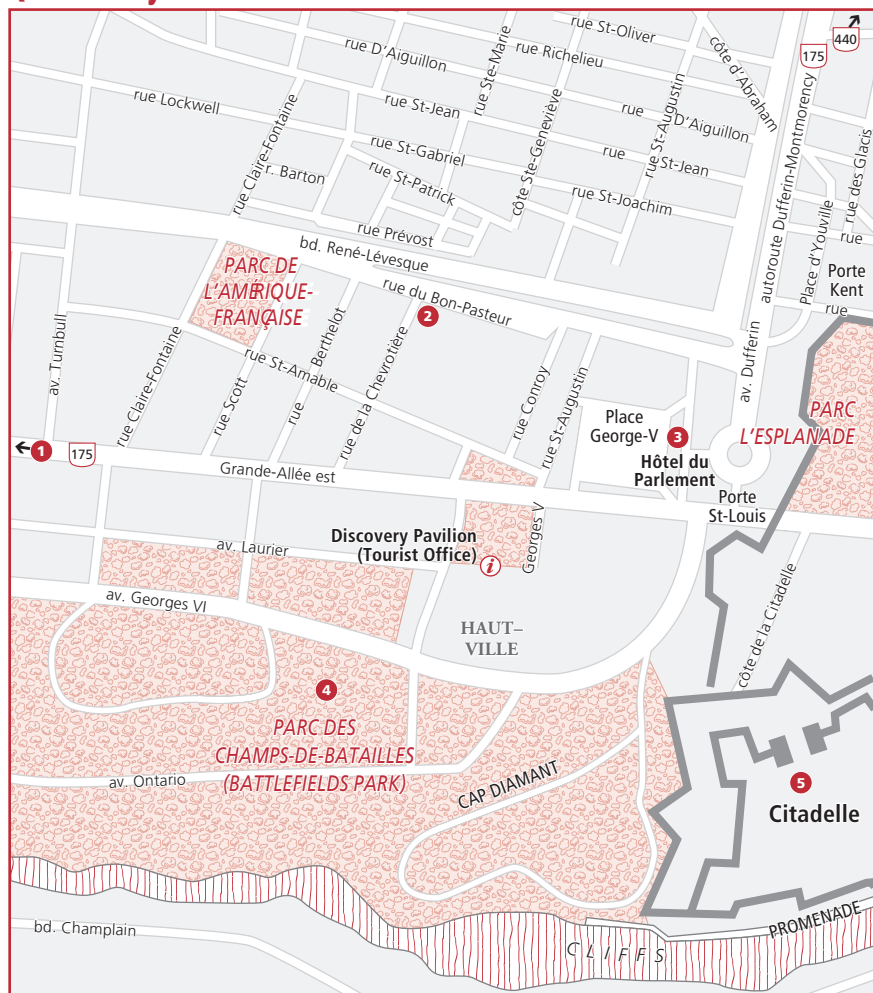 440
175
rue St-Oliver
rue Richelieu
rue D'Aiguillon
côte d'Abraham
rue Ste-Marie
rue Lockwell
rue St-Jean
rue
D'Aiguillon
rue St-Augustin
autoroute Dufferin-Montmorency
rue Claire-Fontaine
rue St-Gabriel
côte Ste-Geneviève
rue
St-Jean
rue des Glacis
r. Barton
rue St-Patrick
rue St-Joachim
Place d'Youville
rue
rue Prévost
bd. René-Lévesque
Porte
Kent
PARC DE
L'AMÉRIQUE-
FRANÇAISE
rue du Bon-Pasteur
2
rue
av. Turnbull
rue Claire-Fontaine
rue Scott
rue
Berthelot
rue St-Amable
rue de la Chevrotière
rue Conroy
rue St-Augustin
av. Dufferin
PARC
L'ESPLANADE
Place
George-V
3
Hôtel du
Parlement
1
175
Grande-Allée est
Porte
St-Louis
Discovery Pavilion
(Tourist Office)
i
Georges V
av. Laurier
av. Georges VI
HAUT–
VILLE
côte de la Citadelle
4
PARC DES
CHAMPS-DE-BATAILLES
(BATTLEFIELDS PARK)
av. Ontario
CAP DIAMANT
5
Citadelle
bd. Champlain
CLIFFS
PROMENADE